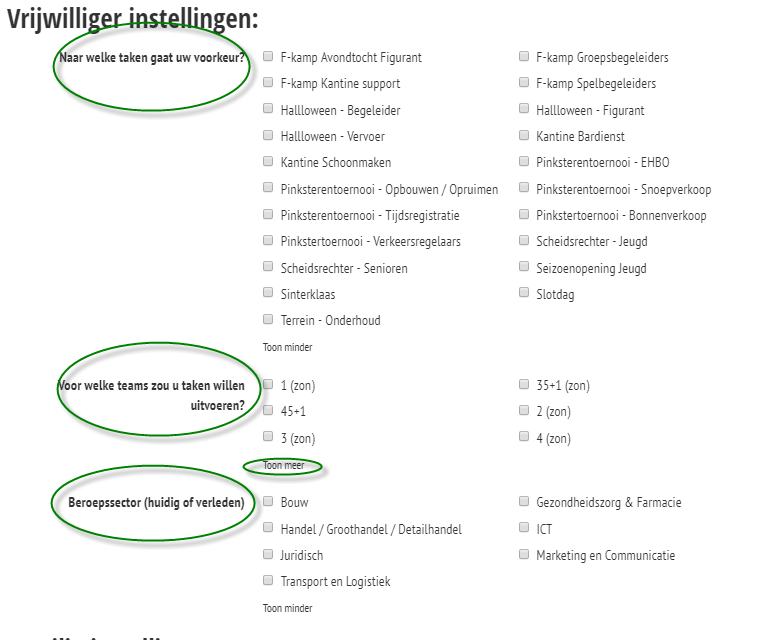 Vrijwilliger instellingen:
Naar welke taken gaat uw voorkeur?
F-kamp Avondtocht Figurant F-kamp Groepsbegeleiders
F-kamp Kantine support F-kamp Spelbegeleiders
Hallloween - Begeleider Hallloween - Figurant
Hallloween - Vervoer Kantine Bardienst
Kantine Schoonmaken Pinksterentoernooi - EHBO
Pinksterentoernooi - Opbouwen / Opruimen Pinksterentoernooi - Snoepverkoop
Pinksterentoernooi - Tijdsregistratie Pinkstertoernooi - Bonnenverkoop
Pinkstertoernooi - Verkeersregelaars Scheidsrechter - Jeugd
Scheidsrechter - Senioren Seizoenopening Jeugd
Sinterklaas Slotdag
Terrein - Onderhoud
Toon minder
Voor welke teams zou u taken willen
uitvoeren?
1 (zon) 35+1 (zon)
45+1 2 (zon)
3 (zon) 4 (zon)
Toon meer
Beroepssector (huidig of verleden)
Bouw Gezondheidszorg & Farmacie
Handel / Groothandel / Detailhandel ICT
Juridisch Marketing en Communicatie
Transport en Logistiek
Toon minder